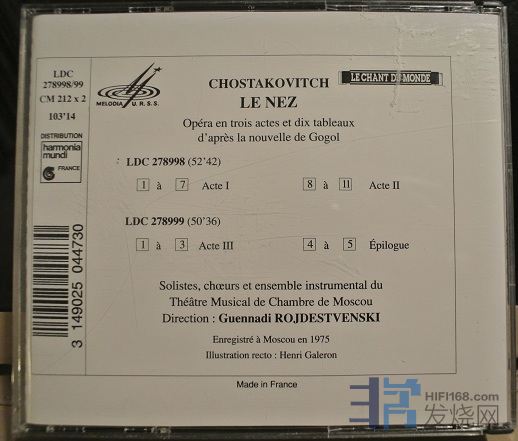 LDC
278998/99
CM 212 x 2
103'14
DISTRIBUTION
harmonia
mundi
FRANCE
3 149025 044730
MELODIA U.R.S.S.
CHOSTAKOVITCH
LE CHANT DU MONDE
LE NEZ
Opéra en trois actes et dix tableaux
d'après la nouvelle de Gogol
LDC 278998 (52'42)
1 à 7 Acte I 8 à 11 Acte II
LDC 278999 (50'36)
1 à 3 Acte III 4 à 5 Épilogue
Solistes, chœurs et ensemble instrumental du
Théâtre Musical de Chambre de Moscou
Direction : Guennadi ROJDESTVENSKI
Enregistré à Moscou en 1975
Illustration recto : Henri Galeron
Made in France
HIFI168.com
发烧网